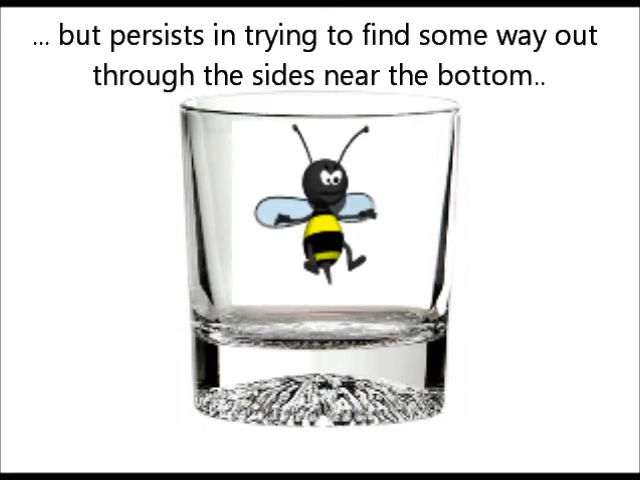 ... but persists in trying to find some way out
through the sides near the bottom..